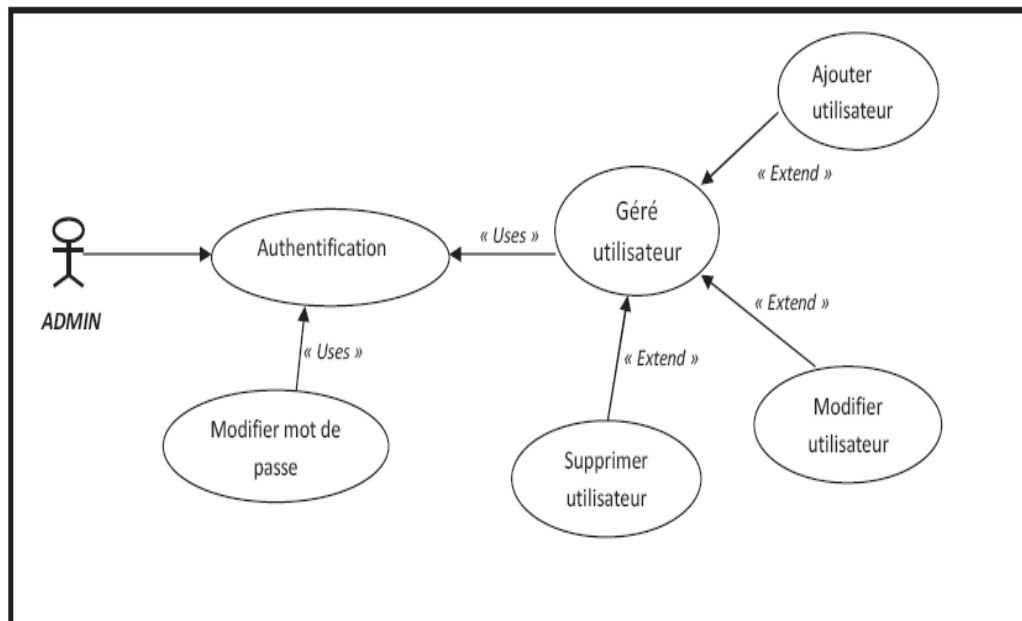 Ajouter
utilisateur
« Extend »
Géré
utilisateur
« Uses »
Authentification
ADMIN
« Extend »
« Uses »
« Extend »
Modifier mot de
passe
Modifier
utilisateur
Supprimer
utilisateur